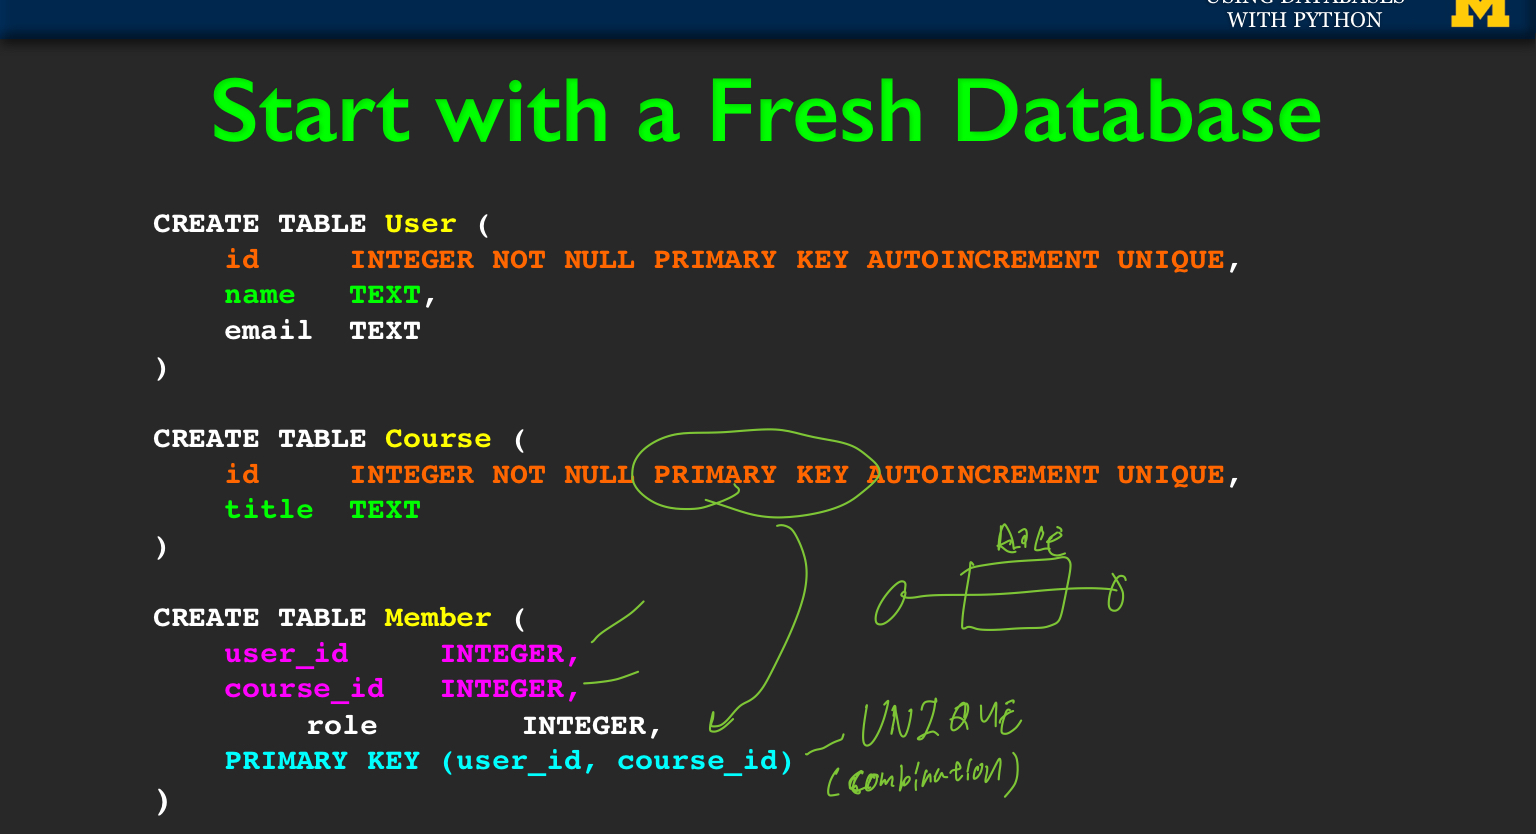 USING DATABASES
WITH PYTHON
M
Start with a Fresh Database
CREATE TABLE User (
id INTEGER NOT NULL PRIMARY KEY AUTOINCREMENT UNIQUE,
name TEXT,
email TEXT
)
CREATE TABLE Course (
id INTEGER NOT NULL PRIMARY KEY AUTOINCREMENT UNIQUE,
title TEXT
)
CREATE TABLE Member (
user_id INTEGER,
course_id INTEGER,
role INTEGER,
PRIMARY KEY (user_id, course_id)
)
UNIQUE
(combination)